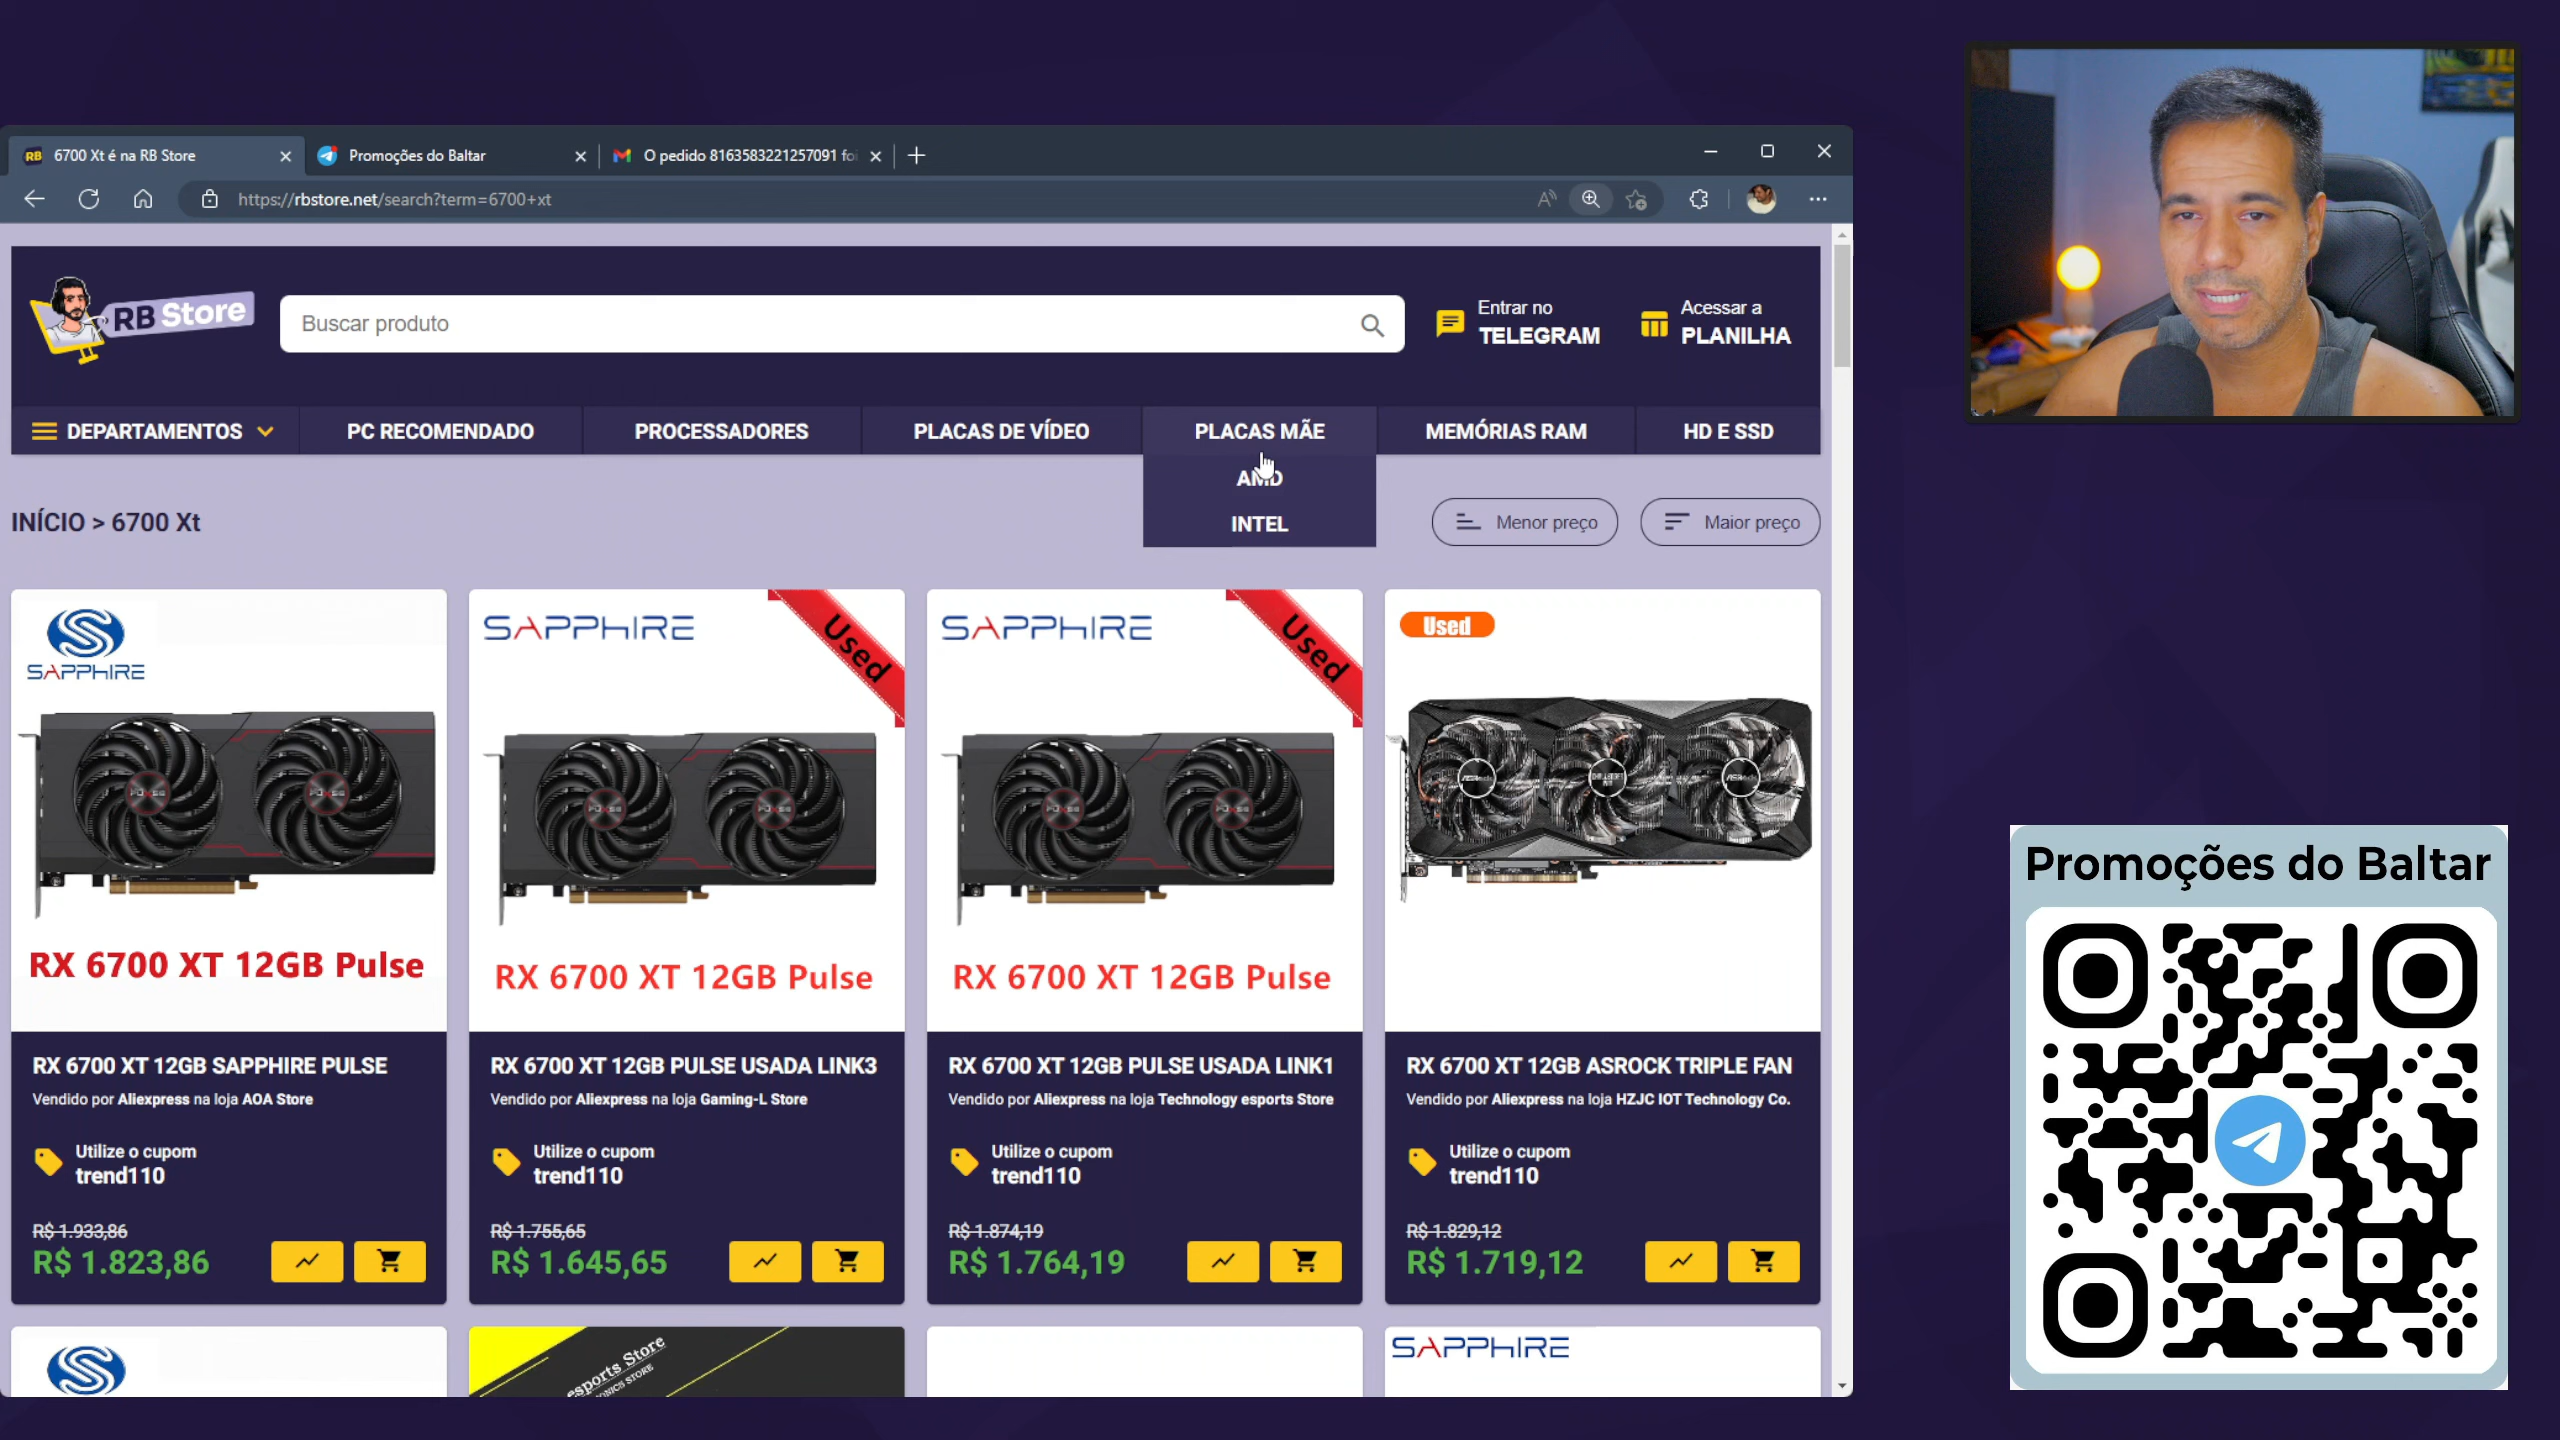 6700 Xt é na RB Store
Promoções do Baltar
O pedido 8163583221257091 foi
https://rbstore.net/search?term=6700+xt
RB Store
Buscar produto
Entrar no
TELEGRAM
Acessar a
PLANILHA
DEPARTAMENTOS
PC RECOMENDADO
PROCESSADORES
PLACAS DE VÍDEO
PLACAS MÃE
MEMÓRIAS RAM
HD E SSD
AMD
INTEL
INÍCIO > 6700 Xt
Menor preço
Maior preço
SAPPHIRE
RX 6700 XT 12GB Pulse
RX 6700 XT 12GB SAPPHIRE PULSE
Vendido por Aliexpress na loja AOA Store
Utilize o cupom
trend110
R$ 1.933,86
R$ 1.823,86
SAPPHIRE
Used
RX 6700 XT 12GB Pulse
RX 6700 XT 12GB PULSE USADA LINK3
Vendido por Aliexpress na loja Gaming-L Store
Utilize o cupom
trend110
R$ 1.755,65
R$ 1.645,65
SAPPHIRE
Used
RX 6700 XT 12GB Pulse
RX 6700 XT 12GB PULSE USADA LINK1
Vendido por Aliexpress na loja Technology esports Store
Utilize o cupom
trend110
R$ 1.874,19
R$ 1.764,19
Used
RX 6700 XT 12GB ASROCK TRIPLE FAN
Vendido por Aliexpress na loja HZJC IOT Technology Co.
Utilize o cupom
trend110
R$ 1.829,12
R$ 1.719,12
esports Store
SAPPHIRE
Promoções do Baltar